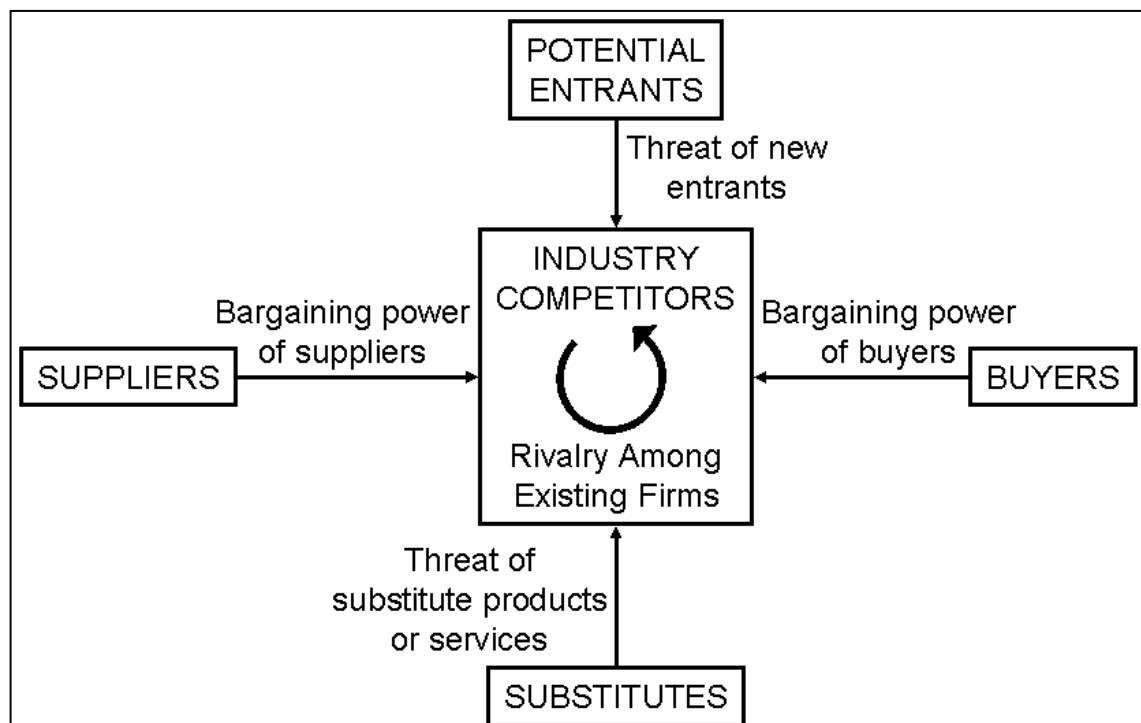 POTENTIAL
ENTRANTS
Threat of new
entrants
INDUSTRY
COMPETITORS
Bargaining power
of suppliers
Bargaining power
of buyers
SUPPLIERS
BUYERS
Rivalry Among
Existing Firms
Threat of
substitute products
or services
SUBSTITUTES